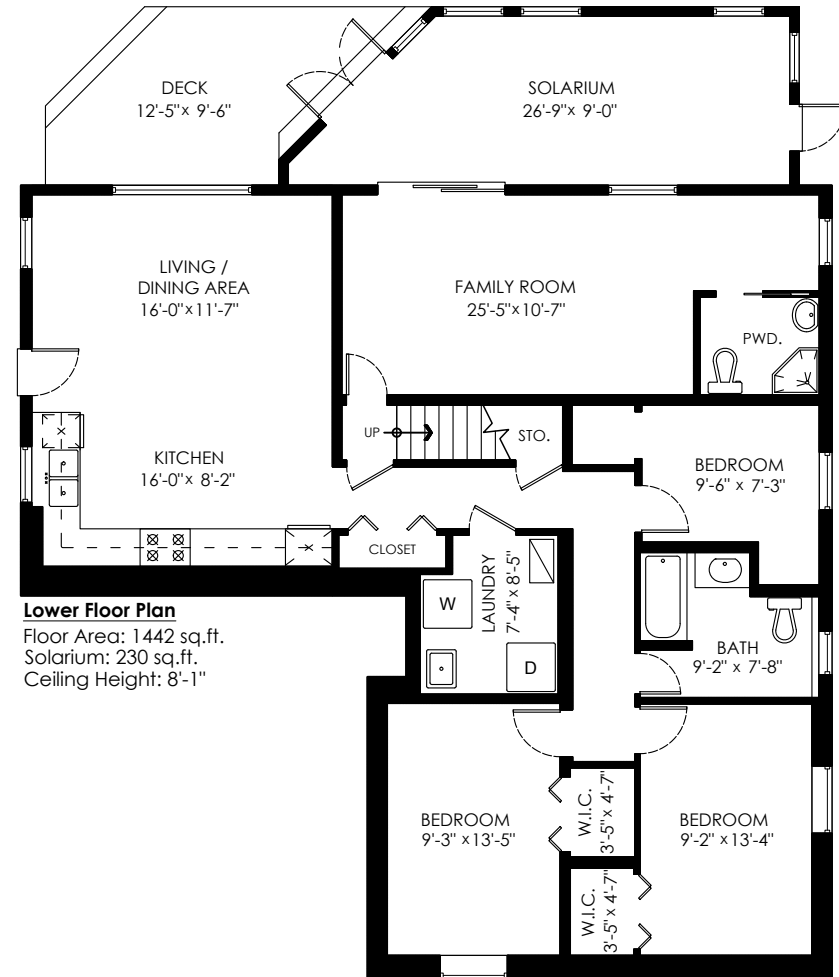 DECK
12'-5" x 9'-6"
SOLARIUM
26'-9" x 9'-0"
LIVING /
DINING AREA
16'-0" x 11'-7"
FAMILY ROOM
25'-5" x 10'-7"
PWD.
UP
STO.
KITCHEN
16'-0" x 8'-2"
BEDROOM
9'-6" x 7'-3"
CLOSET
LAUNDRY
7'-4" x 8'-5"
W
D
BATH
9'-2" x 7'-8"
Lower Floor Plan
Floor Area: 1442 sq.ft.
Solarium: 230 sq.ft.
Ceiling Height: 8'-1"
BEDROOM
9'-3" x 13'-5"
W.I.C.
3'-5" x 4'-7"
BEDROOM
9'-2" x 13'-4"
W.I.C.
3'-5" x 4'-7"